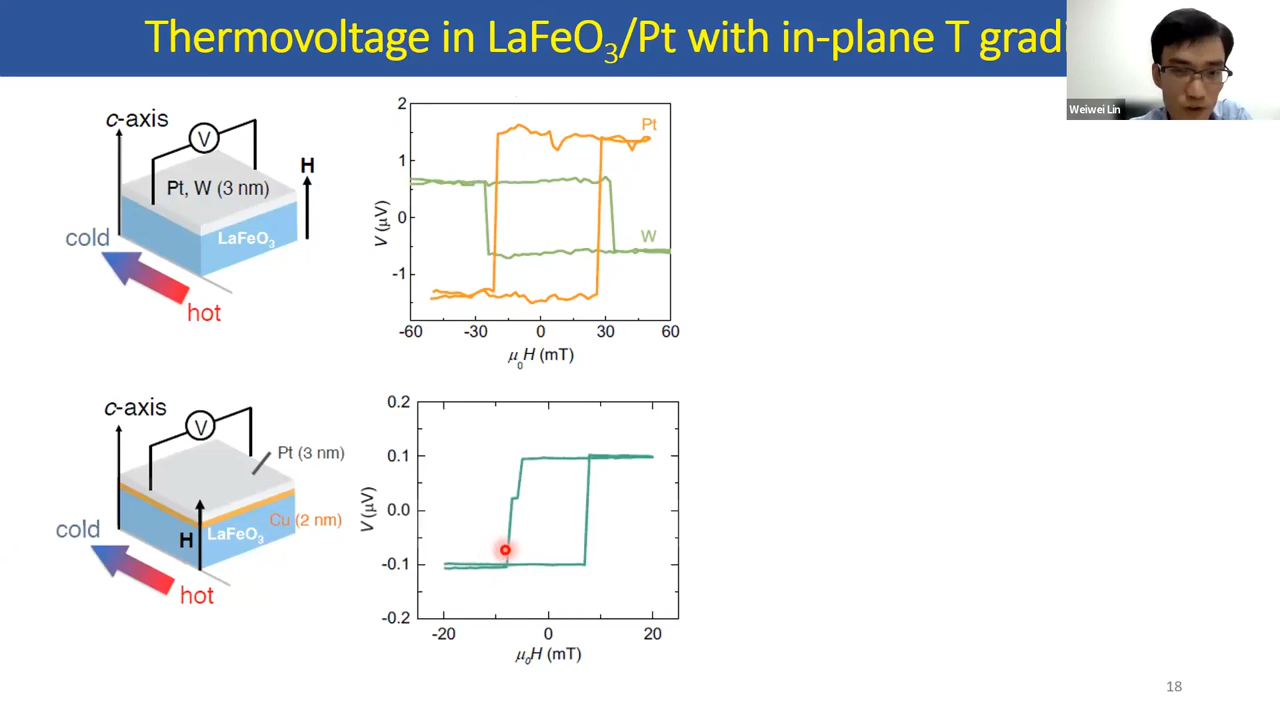 Thermovoltage in LaFeO3/Pt with in-plane T gradi
Weiwei Lin
c-axis
V
H
Pt, W (3 nm)
LaFeO3
cold
hot
2
1
0
-1
V (μV)
Pt
W
-60 -30 0 30 60
μ0H (mT)
c-axis
V
Pt (3 nm)
Cu (2 nm)
H
LaFeO3
cold
hot
0.2
0.1
0.0
-0.1
-0.2
V (μV)
-20 0 20
μ0H (mT)
18